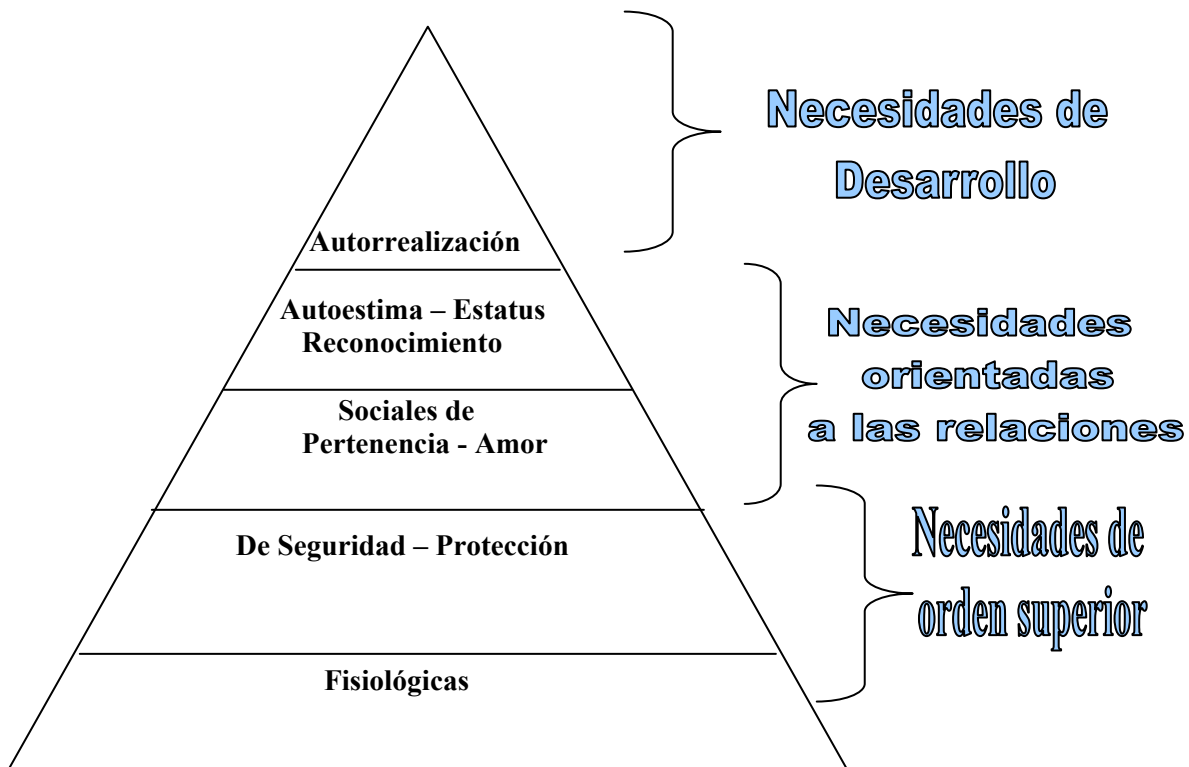 Necesidades de
Desarrollo
Autorrealización
Autoestima – Estatus
Reconocimiento
Necesidades
orientadas
a las relaciones
Sociales de
Pertenencia - Amor
De Seguridad – Protección
Necesidades de
orden superior
Fisiológicas